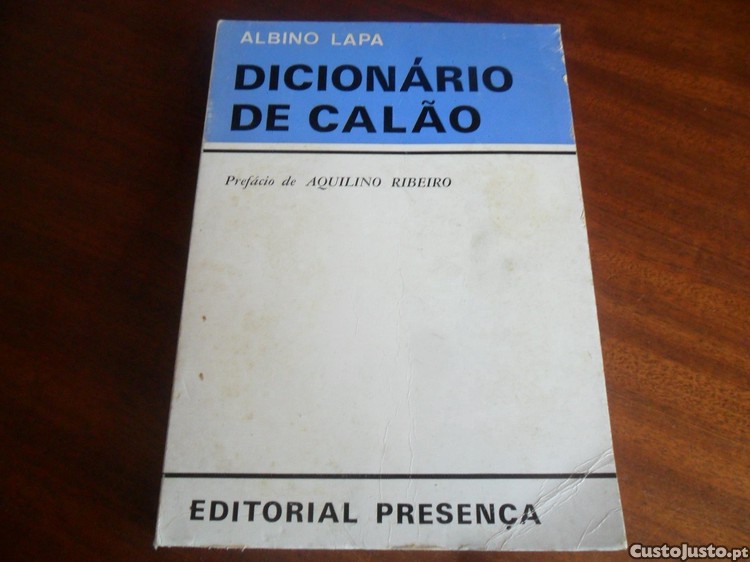 ALBINO LAPA
DICIONÁRIO
DE CALÃO
Prefácio de AQUILINO RIBEIRO
EDITORIAL PRESENÇA
CustoJusto.pt